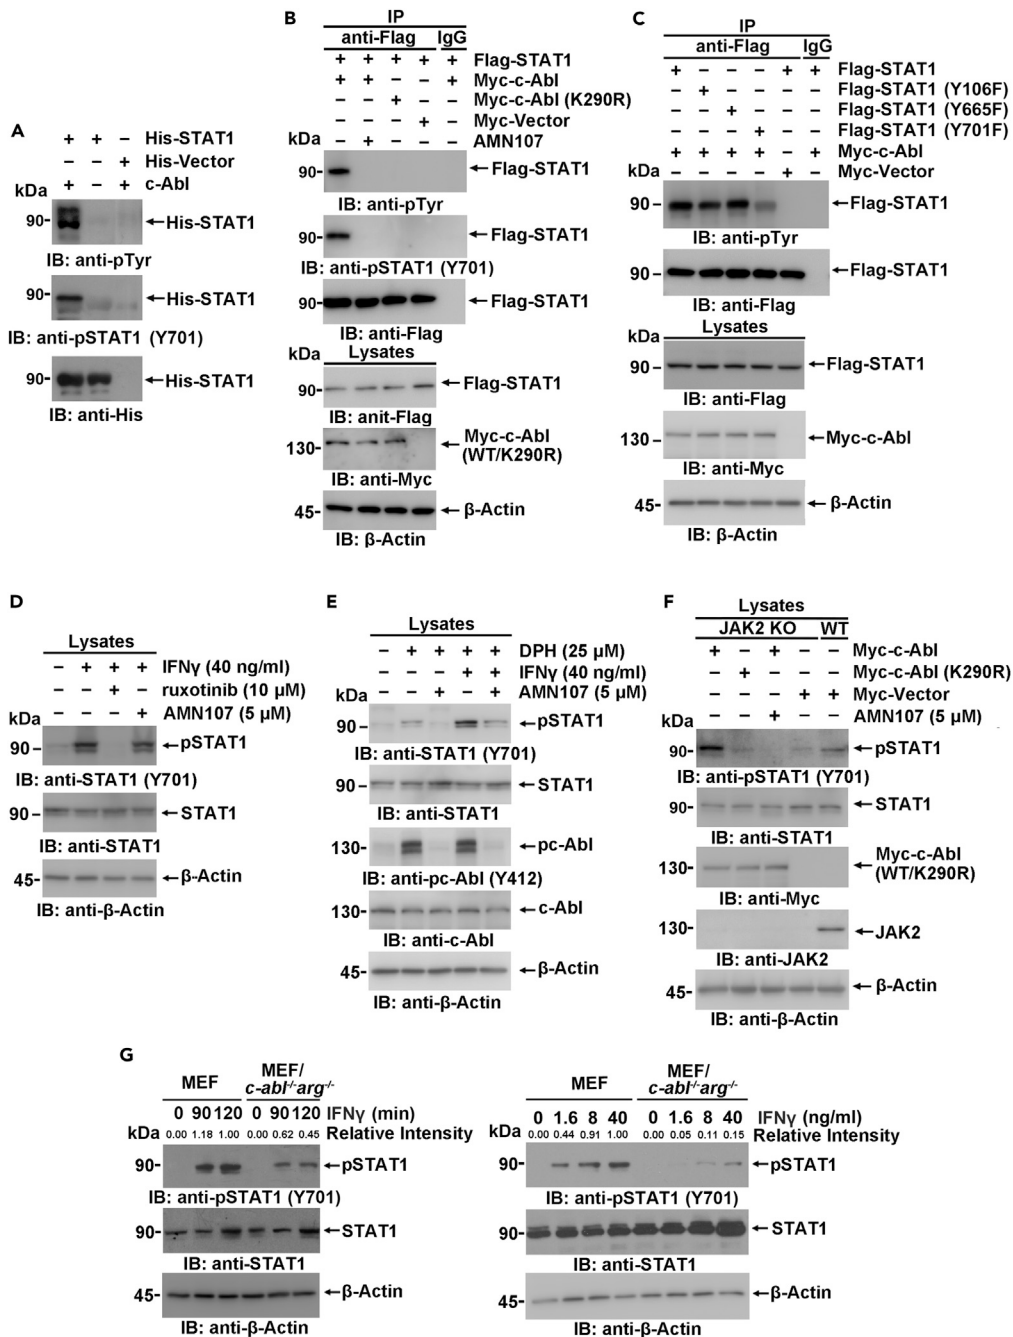 A
+ + – His-STAT1
– – + His-Vector
+ – + c-Abl
kDa
90- ←His-STAT1
IB: anti-pTyr
90- ←His-STAT1
IB: anti-pSTAT1 (Y701)
90- ←His-STAT1
IB: anti-His
B
IP
anti-Flag IgG
+ + + + + Flag-STAT1
+ + – – + Myc-c-Abl
– – + – – Myc-c-Abl (K290R)
– – – + – Myc-Vector
– + – – – AMN107
kDa
90- ←Flag-STAT1
IB: anti-pTyr
90- ←Flag-STAT1
IB: anti-pSTAT1 (Y701)
90- ←Flag-STAT1
IB: anti-Flag
kDa Lysates
90- ←Flag-STAT1
IB: anit-Flag
130- ←Myc-c-Abl
(WT/K290R)
IB: anti-Myc
45- ←β-Actin
IB: β-Actin
C
IP
anti-Flag IgG
+ – – – + + Flag-STAT1
– + – – – – Flag-STAT1 (Y106F)
– – + – – – Flag-STAT1 (Y665F)
– – – + – – Flag-STAT1 (Y701F)
+ + + + – + Myc-c-Abl
– – – – + – Myc-Vector
kDa
90– ←Flag-STAT1
IB: anti-pTyr
90- ←Flag-STAT1
IB: anti-Flag
kDa Lysates
90– ←Flag-STAT1
IB: anti-Flag
130– ←Myc-c-Abl
IB: anti-Myc
45- ←β-Actin
IB: β-Actin
D
Lysates
– + + + IFNγ (40 ng/ml)
– – + – ruxotinib (10 μM)
– – – + AMN107 (5 μM)
kDa
90– ←pSTAT1
IB: anti-STAT1 (Y701)
90– ←STAT1
IB: anti-STAT1
45- ←β-Actin
IB: anti-β-Actin
E
– + + + + DPH (25 μM)
– – – + + IFNγ (40 ng/ml)
– – + – + AMN107 (5 μM)
kDa
90- ←pSTAT1
IB: anti-STAT1 (Y701)
90- ←STAT1
IB: anti-STAT1
130- ←pc-Abl
IB: anti-pc-Abl (Y412)
130- ←c-Abl
IB: anti-c-Abl
45- ←β-Actin
IB: anti-β-Actin
F
Lysates
JAK2 KO WT
+ – + – – Myc-c-Abl
– + – – – Myc-c-Abl (K290R)
– – – + + Myc-Vector
– – + – – AMN107 (5 μM)
kDa
90- ←pSTAT1
IB: anti-pSTAT1 (Y701)
90- ←STAT1
IB: anti-STAT1
130- ←Myc-c-Abl
(WT/K290R)
IB: anti-Myc
130- ←JAK2
IB: anti-JAK2
45- ←β-Actin
IB: anti-β-Actin
G
MEF MEF/
c-abl-/-arg-/-
0 90 120 0 90 120 IFNγ (min)
kDa 0.00 1.18 1.00 0.00 0.62 0.45 Relative Intensity
90- ←pSTAT1
IB: anti-pSTAT1 (Y701)
90- ←STAT1
IB: anti-STAT1
45- ←β-Actin
IB: anti-β-Actin
MEF MEF/
c-abl-/-arg-/-
0 1.6 8 40 0 1.6 8 40 IFNγ (ng/ml)
kDa 0.00 0.44 0.91 1.00 0.00 0.05 0.11 0.15 Relative Intensity
90- ←pSTAT1
IB: anti-pSTAT1 (Y701)
90- ←STAT1
IB: anti-STAT1
45- ←β-Actin
IB: anti-β-Actin